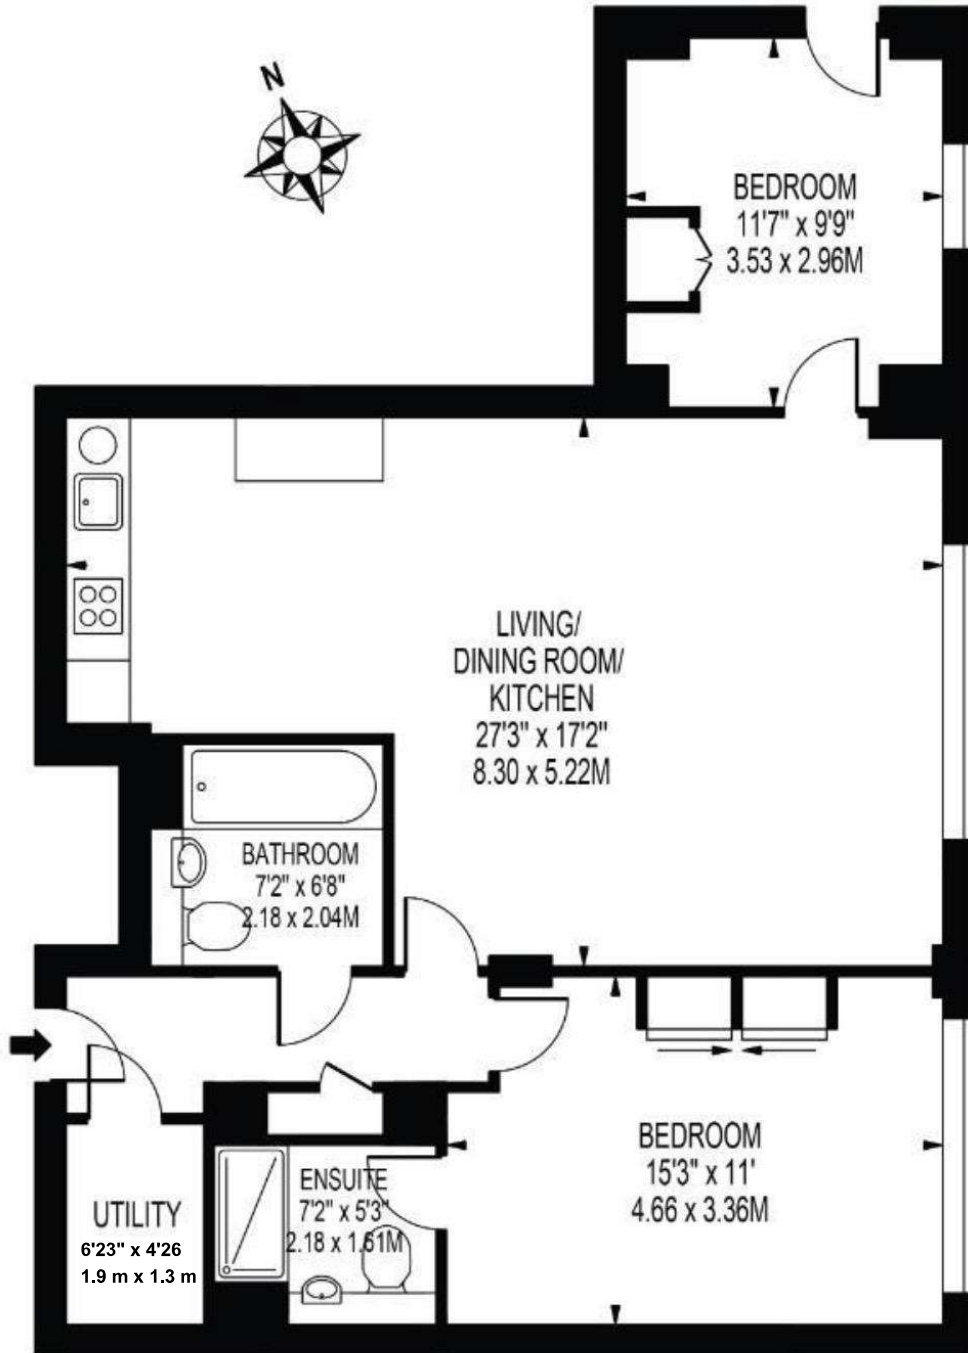 N
BEDROOM
11'7" x 9'9"
3.53 x 2.96M
LIVING/
DINING ROOM/
KITCHEN
27'3" x 17'2"
8.30 x 5.22M
BATHROOM
7'2" x 6'8"
2.18 x 2.04M
BEDROOM
15'3" x 11'
4.66 x 3.36M
ENSUITE
7'2" x 5'3"
2.18 x 1.61M
UTILITY
6'23" x 4'26
1.9 m x 1.3 m